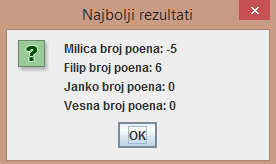 Najbolji rezultati
Milica broj poena: -5
Filip broj poena: 6
Janko broj poena: 0
Vesna broj poena: 0
OK